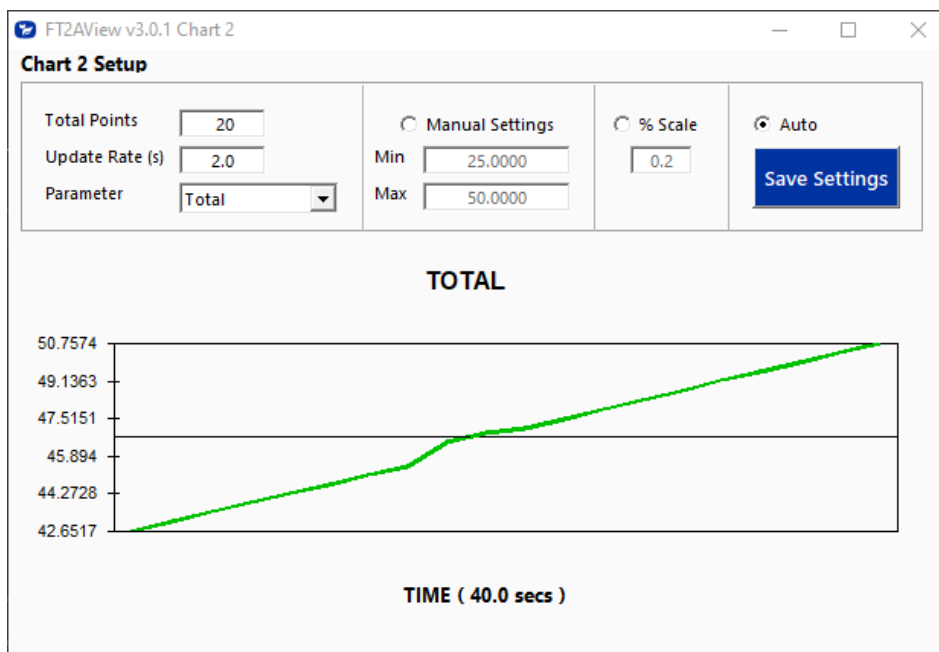 FT2AView v3.0.1 Chart 2
Chart 2 Setup
Total Points 20
Update Rate (s) 2.0
Parameter Total
Manual Settings
Min 25.0000
Max 50.0000
% Scale
0.2
Auto
Save Settings
TOTAL
50.7574
49.1363
47.5151
45.894
44.2728
42.6517
TIME ( 40.0 secs )